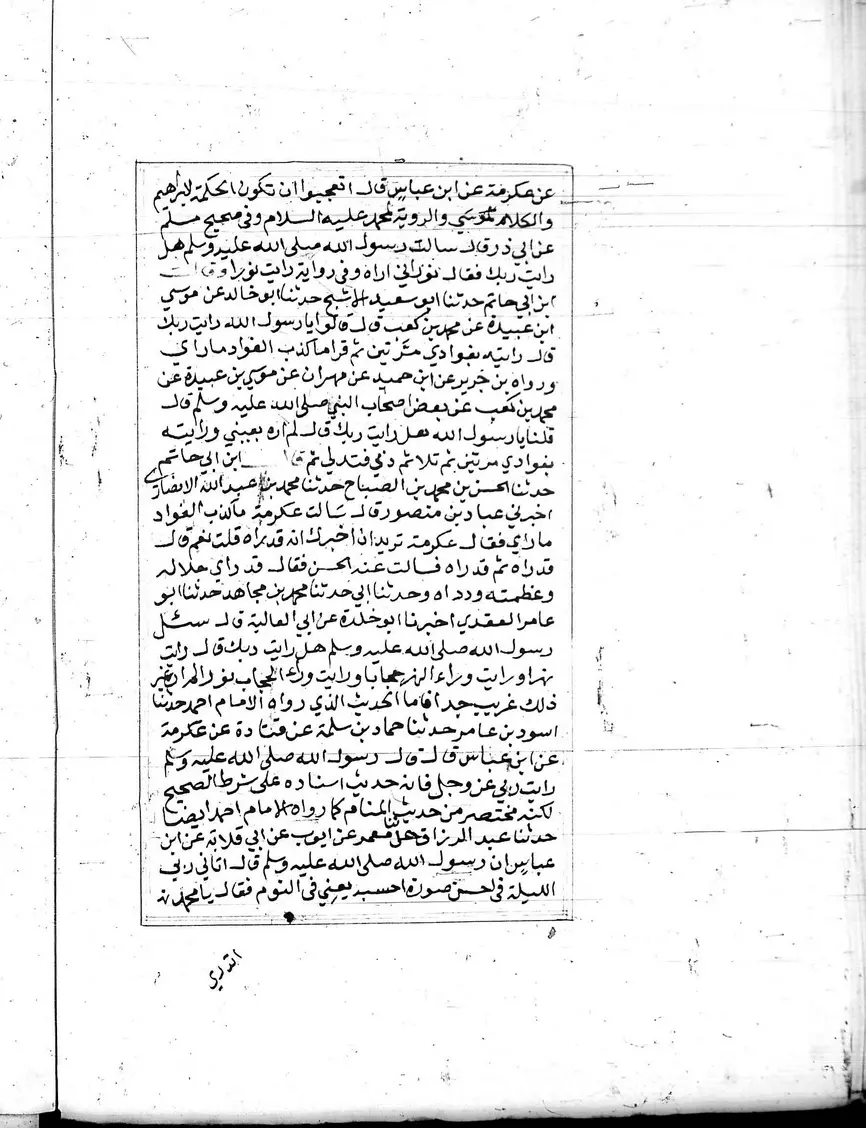 عن عكرمة عن ابن عباس قال اتعجبوا ان تكون الحكمة لابراهيم
والكلام لموسي والروية لمحمد عليه السلام وفي صحيح مسلم
عن ابي ذر قال سالت رسول الله صلى الله عليه وسلم هل
رايت ربك فقال نوراني اراه وفي رواية رايت نورا وقال
ابن ابي حاتم حدثنا ابو سعيد الاشبح حدثنا ابو خالد عن موسي
ابن عبيدة عن محمد بن كعب قال قالوا يا رسول الله رايت ربك
قال رايته بفوادي مرتين ثم قرا ما كذب الفواد ما راي
ورواه بن جرير عن ابن حميد عن مهران عن موسي بن عبيدة عن
محمد بن كعب عن بعض اصحاب النبي صلى الله عليه وسلم قال
قلنا يا رسول الله هل رايت ربك قال لم اره بعيني ورايته
بفوادي مرتين ثم تلا ثم دني فتدلي ثم قال ابن ابي حاتم
حدثنا الحسن بن محمد بن الصباح حدثنا محمد بن عبد الله الانصاري
اخبرني عباد بن منصور قال سالت عكرمة ما كذب الفواد
ما راي فقال عكرمة تريد ان اخبرك انه قد راه قلت نعم قال
قد راه ثم قد راه فسالت عنه الحسن فقال قد راي جلاله
وعظمته ورداه وحدثنا ابي حدثنا محمد بن مجاهد حدثنا ابو
عامر العقدي اخبرنا ابو خلدة عن ابي العالية قال سئل
رسول الله صلى الله عليه وسلم هل رايت ربك قال رايت
نهرا ورايت وراء النهر حجابا ورايت وراء الحجاب نورا لم ار غير
ذلك غريب جدا فاما الحديث الذي رواه الامام احمد حدثنا
اسود بن عامر حدثنا حماد بن سلمة عن قتادة عن عكرمة
عن ابن عباس قال قال رسول الله صلى الله عليه وسلم
رايت ربي عز وجل فانه حديث اسناده على شرط الصحيح
لكنه مختصر من حديث المنام كما رواه الامام احمد ايضا
حدثنا عبد الرزاق حدثنا معمر عن ايوب عن ابي قلابة عن ابن
عباس ان رسول الله صلى الله عليه وسلم قال اتاني ربي
الليلة في احسن صورة احسبه يعني في النوم فقال يا محمد
اتدري